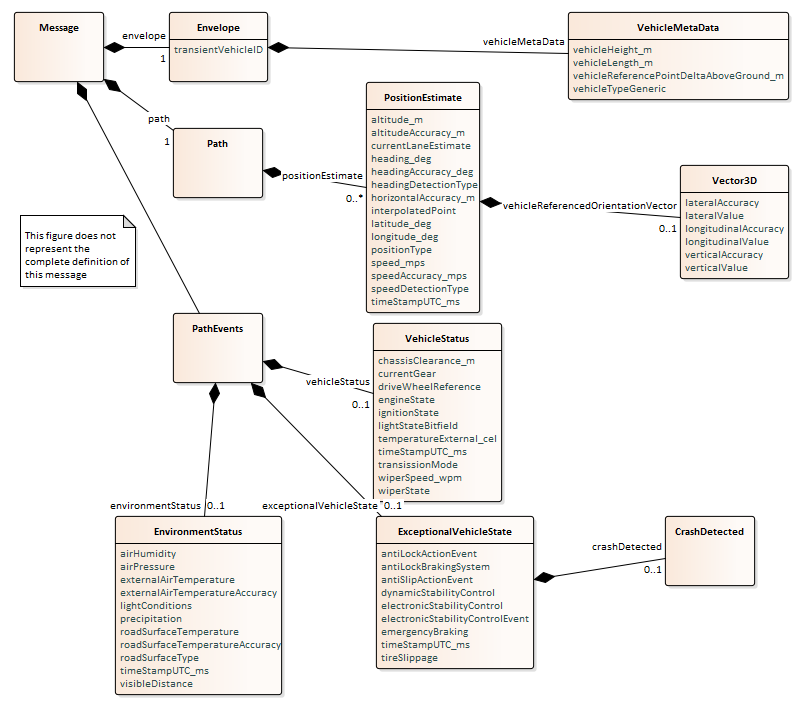 Message
envelope
1
Envelope
transientVehicleID
vehicleMetaData
VehicleMetaData
vehicleHeight_m
vehicleLength_m
vehicleReferencePointDeltaAboveGround_m
vehicleTypeGeneric
path
1
Path
positionEstimate
0..*
PositionEstimate
altitude_m
altitudeAccuracy_m
currentLaneEstimate
heading_deg
headingAccuracy_deg
headingDetectionType
horizontalAccuracy_m
interpolatedPoint
latitude_deg
longitude_deg
positionType
speed_mps
speedAccuracy_mps
speedDetectionType
timeStampUTC_ms
vehicleReferencedOrientationVector
0..1
Vector3D
lateralAccuracy
lateralValue
longitudinalAccuracy
longitudinalValue
verticalAccuracy
verticalValue
This figure does not
represent the
complete definition of
this message
PathEvents
vehicleStatus
0..1
VehicleStatus
chassisClearance_m
currentGear
driveWheelReference
engineState
ignitionState
lightStateBitfield
temperatureExternal_cel
timeStampUTC_ms
transissionMode
wiperSpeed_wpm
wiperState
environmentStatus
0..1
exceptionalVehicleState
0..1
EnvironmentStatus
airHumidity
airPressure
externalAirTemperature
externalAirTemperatureAccuracy
lightConditions
precipitation
roadSurfaceTemperature
roadSurfaceTemperatureAccuracy
roadSurfaceType
timeStampUTC_ms
visibleDistance
ExceptionalVehicleState
antiLockActionEvent
antiLockBrakingSystem
antiSlipActionEvent
dynamicStabilityControl
electronicStabilityControl
electronicStabilityControlEvent
emergencyBraking
timeStampUTC_ms
tireSlippage
crashDetected
0..1
CrashDetected